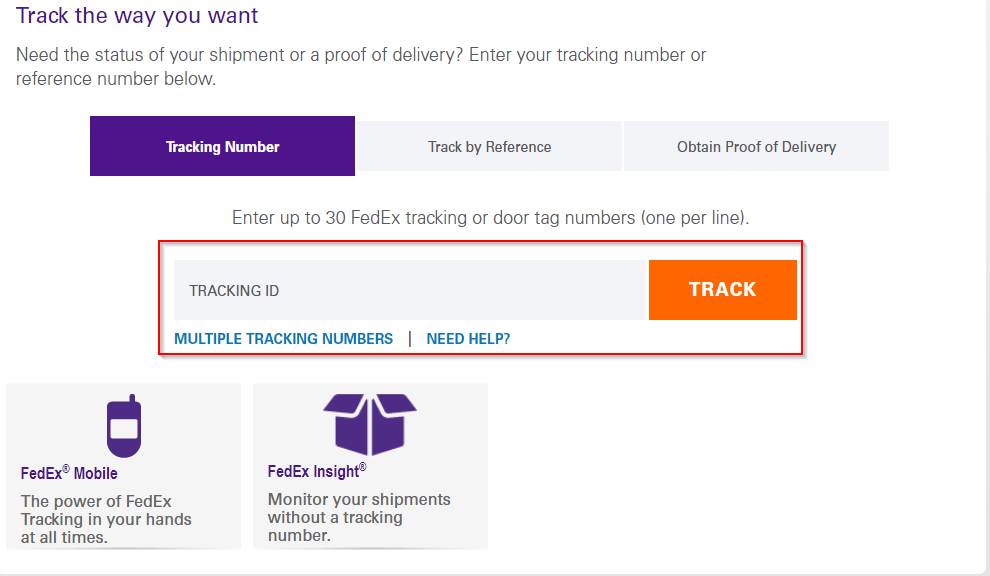 Track the way you want
Need the status of your shipment or a proof of delivery? Enter your tracking number or
reference number below.
Tracking Number
Track by Reference
Obtain Proof of Delivery
Enter up to 30 FedEx tracking or door tag numbers (one per line).
TRACKING ID
TRACK
MULTIPLE TRACKING NUMBERS | NEED HELP?
FedEx® Mobile
The power of FedEx
Tracking in your hands
at all times.
FedEx Insight®
Monitor your shipments
without a tracking
number.